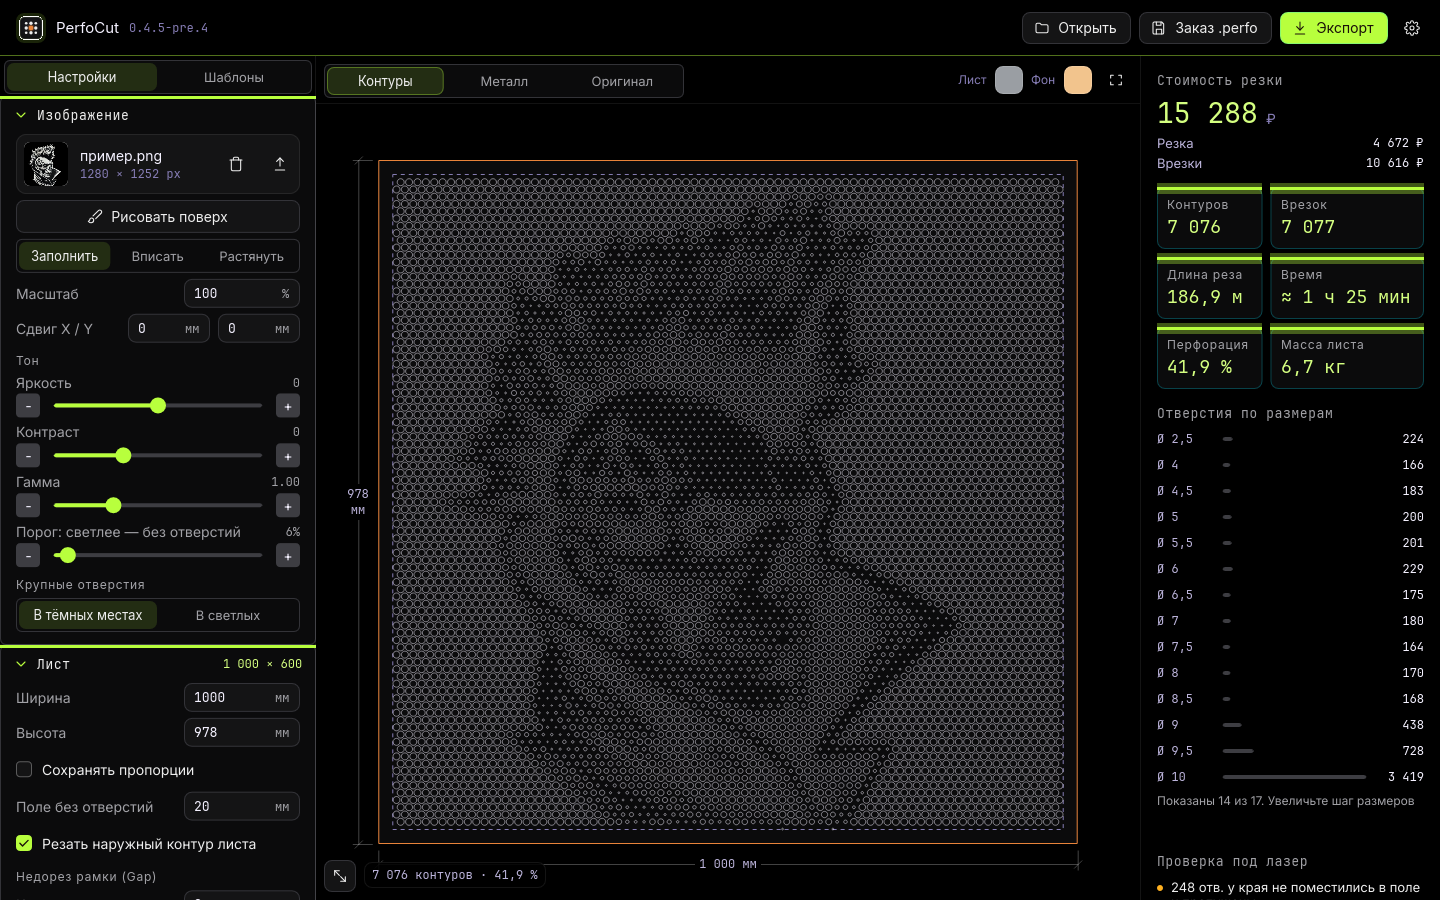 PerfoCut 0.4.5-pre.4
Открыть
Заказ .perfo
Экспорт
Настройки
Шаблоны
Изображение
пример.png
1280 × 1252 px
Рисовать поверх
Заполнить
Вписать
Растянуть
Масштаб 100 %
Сдвиг X / Y 0 мм 0 мм
Тон
Яркость 0
- +
Контраст 0
- +
Гамма 1.00
- +
Порог: светлее — без отверстий 6%
- +
Крупные отверстия
В тёмных местах
В светлых
Лист 1 000 × 600
Ширина 1000 мм
Высота 978 мм
Сохранять пропорции
Поле без отверстий 20 мм
Резать наружный контур листа
Недорез рамки (Gap)
Контуры
Металл
Оригинал
Лист
Фон
978
мм
1 000 мм
7 076 контуров · 41,9 %
Стоимость резки
15 288 ₽
Резка 4 672 ₽
Врезки 10 616 ₽
Контуров
7 076
Врезок
7 077
Длина реза
186,9 м
Время
≈ 1 ч 25 мин
Перфорация
41,9 %
Масса листа
6,7 кг
Отверстия по размерам
Ø 2,5 224
Ø 4 166
Ø 4,5 183
Ø 5 200
Ø 5,5 201
Ø 6 229
Ø 6,5 175
Ø 7 180
Ø 7,5 164
Ø 8 170
Ø 8,5 168
Ø 9 438
Ø 9,5 728
Ø 10 3 419
Показаны 14 из 17. Увеличьте шаг размеров
Проверка под лазер
248 отв. у края не поместились в поле